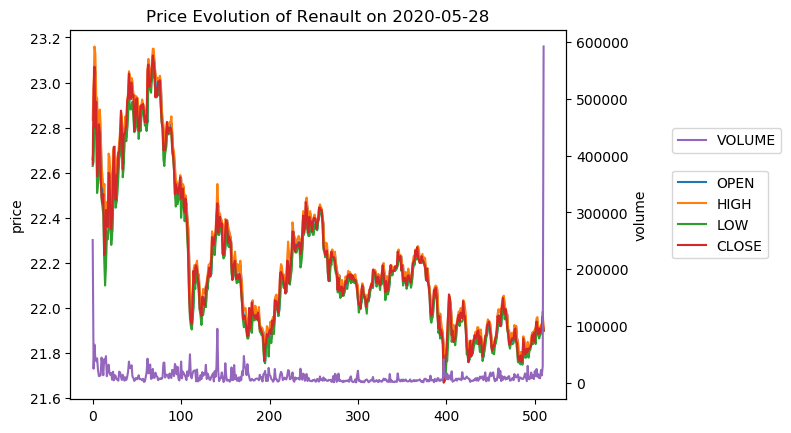 Price Evolution of Renault on 2020-05-28
23.2
23.0
22.8
22.6
22.4
22.2
22.0
21.8
21.6
price
0
100
200
300
400
500
600000
500000
400000
300000
200000
100000
0
volume
VOLUME
OPEN
HIGH
LOW
CLOSE